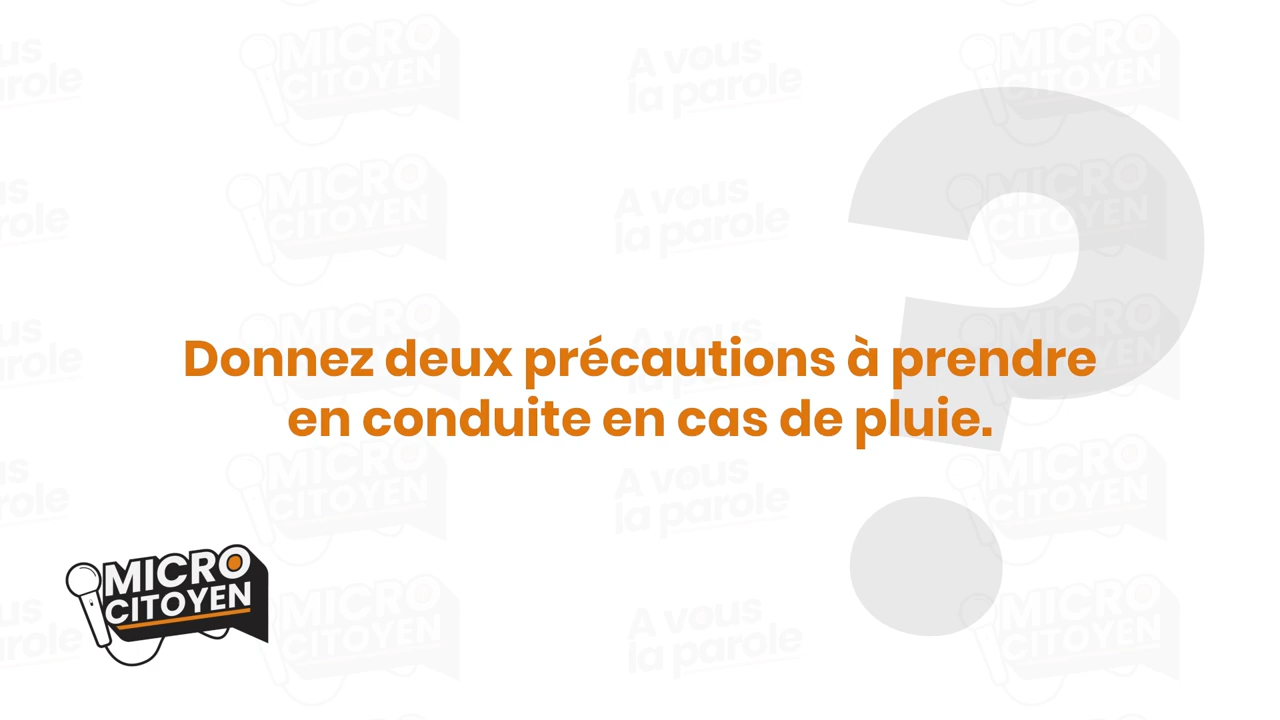 Donnez deux précautions à prendre
en conduite en cas de pluie.
MICRO
CITOYEN